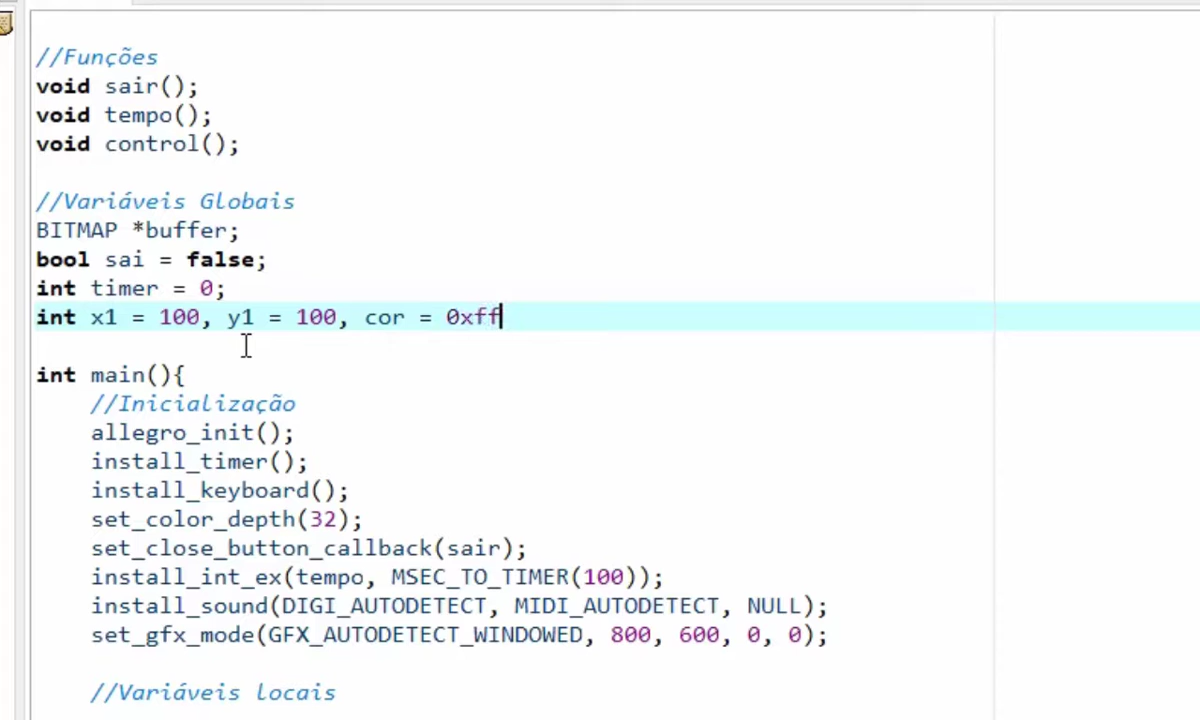 //Funções
void sair();
void tempo();
void control();
//Variáveis Globais
BITMAP *buffer;
bool sai = false;
int timer = 0;
int x1 = 100, y1 = 100, cor = 0xff
int main(){
//Inicialização
allegro_init();
install_timer();
install_keyboard();
set_color_depth(32);
set_close_button_callback(sair);
install_int_ex(tempo, MSEC_TO_TIMER(100));
install_sound(DIGI_AUTODETECT, MIDI_AUTODETECT, NULL);
set_gfx_mode(GFX_AUTODETECT_WINDOWED, 800, 600, 0, 0);
//Variáveis locais